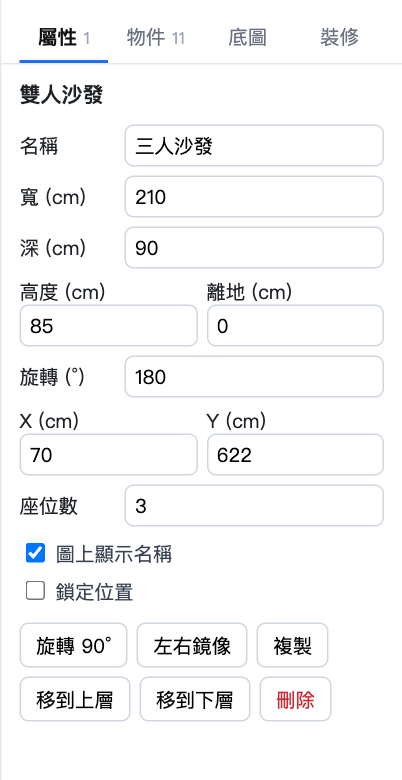 屬性 1 物件 11 底圖 裝修
雙人沙發
名稱 三人沙發
寬 (cm) 210
深 (cm) 90
高度 (cm) 離地 (cm)
85 0
旋轉 (°) 180
X (cm) Y (cm)
70 622
座位數 3
圖上顯示名稱
鎖定位置
旋轉 90° 左右鏡像 複製
移到上層 移到下層 刪除